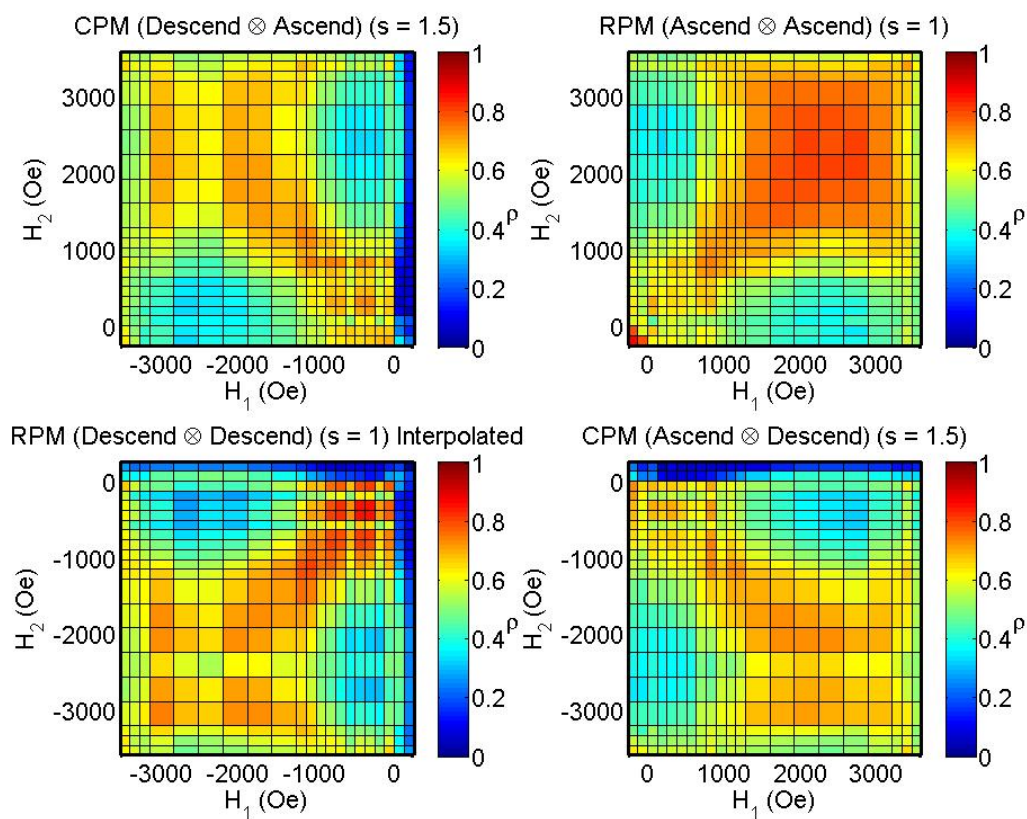 CPM (Descend ⊗ Ascend) (s = 1.5)
H₂ (Oe)
3000
2000
1000
0
-3000 -2000 -1000 0
H₁ (Oe)
1
0.8
0.6
0.4
0.2
0
ρ
RPM (Ascend ⊗ Ascend) (s = 1)
H₂ (Oe)
3000
2000
1000
0
0 1000 2000 3000
H₁ (Oe)
1
0.8
0.6
0.4
0.2
0
ρ
RPM (Descend ⊗ Descend) (s = 1) Interpolated
H₂ (Oe)
0
-1000
-2000
-3000
-3000 -2000 -1000 0
H₁ (Oe)
1
0.8
0.6
0.4
0.2
0
ρ
CPM (Ascend ⊗ Descend) (s = 1.5)
H₂ (Oe)
0
-1000
-2000
-3000
0 1000 2000 3000
H₁ (Oe)
1
0.8
0.6
0.4
0.2
0
ρ